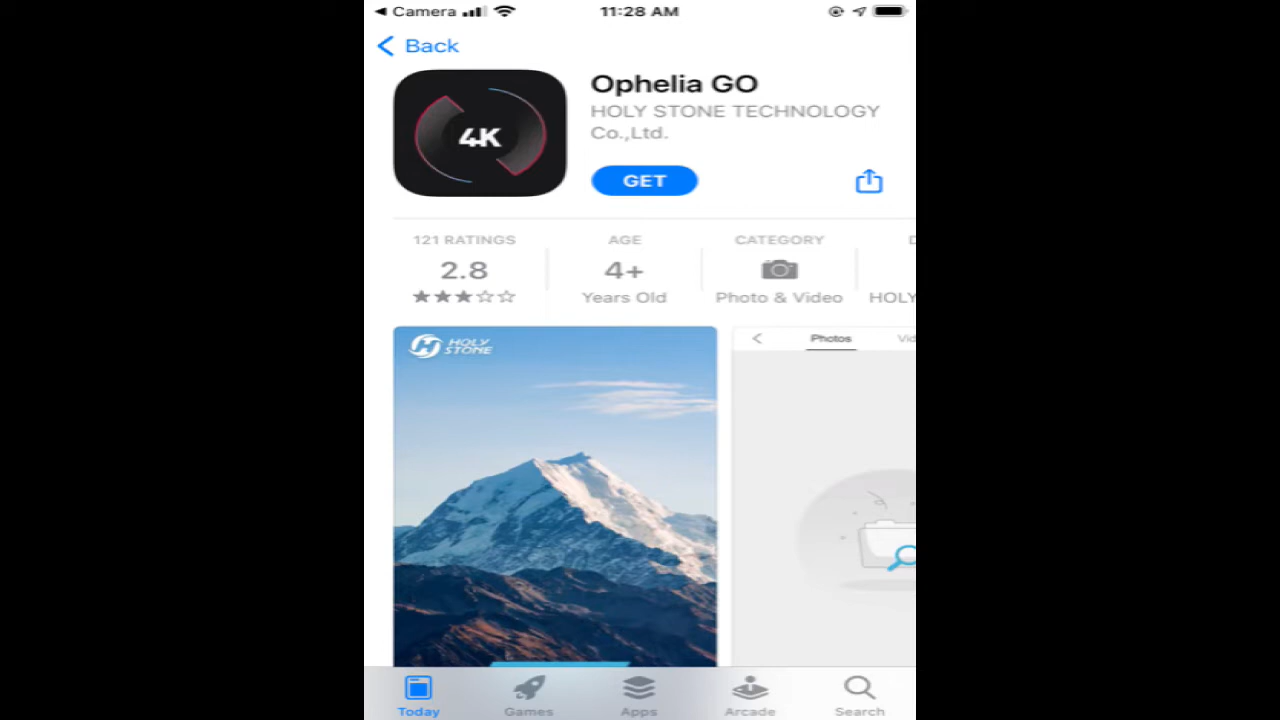 Camera 11:28 AM
Back
4K
Ophelia GO
HOLY STONE TECHNOLOGY
Co.,Ltd.
GET
121 RATINGS AGE CATEGORY D
2.8 4+
Years Old Photo & Video HOLY
HOLY
STONE
Photos Vid
Today Games Apps Arcade Search